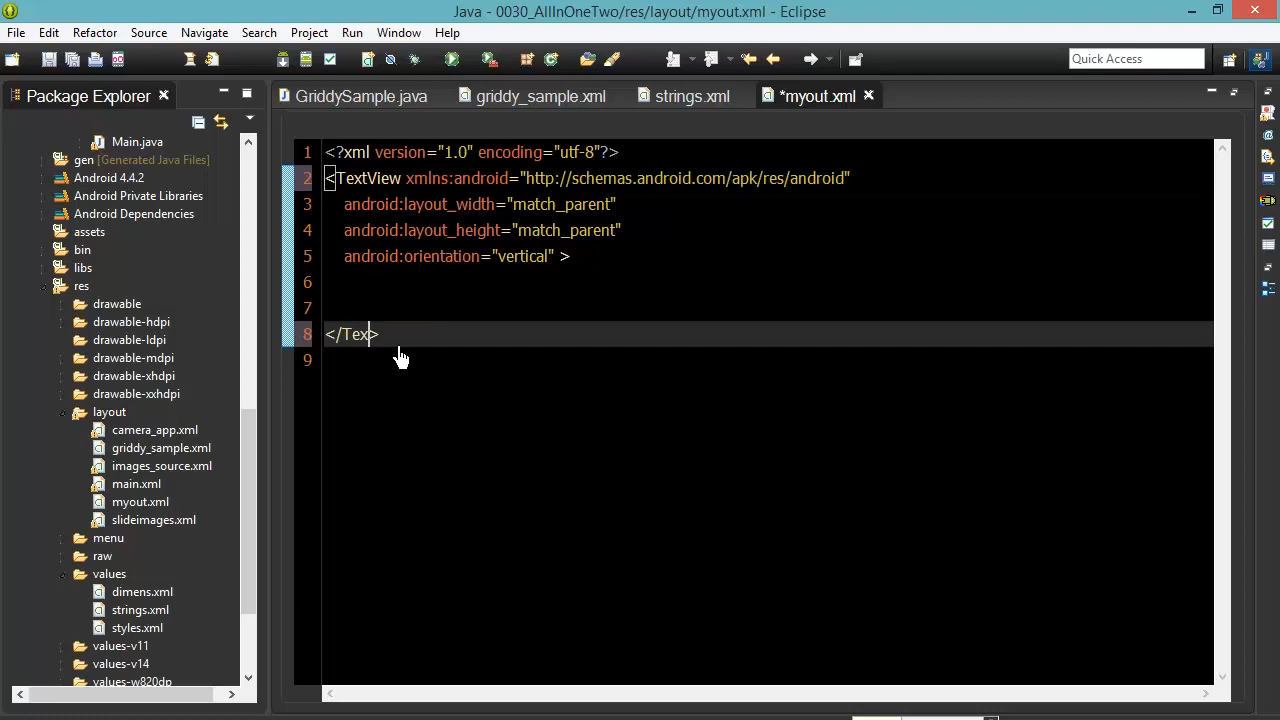 Java - 0030_AllInOneTwo/res/layout/myout.xml - Eclipse
File Edit Refactor Source Navigate Search Project Run Window Help
Quick Access
Package Explorer
GriddySample.java
griddy_sample.xml
strings.xml
*myout.xml
Main.java
gen [Generated Java Files]
Android 4.4.2
Android Private Libraries
Android Dependencies
assets
bin
libs
res
drawable
drawable-hdpi
drawable-ldpi
drawable-mdpi
drawable-xhdpi
drawable-xxhdpi
layout
camera_app.xml
griddy_sample.xml
images_source.xml
main.xml
myout.xml
slideimages.xml
menu
raw
values
dimens.xml
strings.xml
styles.xml
values-v11
values-v14
values-w820dp
1 <?xml version="1.0" encoding="utf-8"?>
2 <TextView xmlns:android="http://schemas.android.com/apk/res/android"
3 android:layout_width="match_parent"
4 android:layout_height="match_parent"
5 android:orientation="vertical" >
6
7
8 </Tex>
9